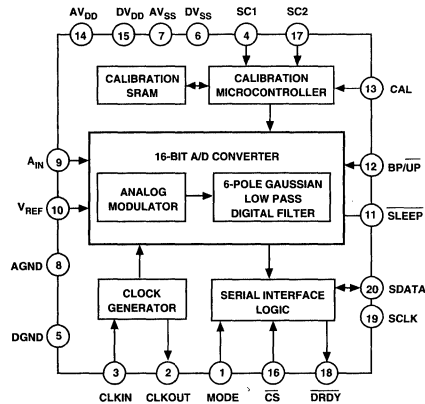 AVDD DVDD AVSS DVSS SC1 SC2
14 15 7 6 4 17
CALIBRATION
SRAM
CALIBRATION
MICROCONTROLLER
13 CAL
16-BIT A/D CONVERTER
AIN
9
12 BP/UP
ANALOG
MODULATOR
6-POLE GAUSSIAN
LOW PASS
DIGITAL FILTER
VREF
10
11 SLEEP
AGND
8
CLOCK
GENERATOR
SERIAL INTERFACE
LOGIC
20 SDATA
19 SCLK
DGND
5
3 2 1 16 18
CLKIN CLKOUT MODE CS DRDY